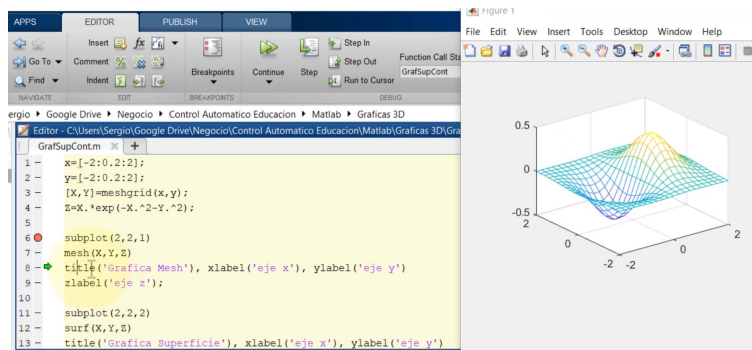 APPS EDITOR PUBLISH VIEW
Insert fx
Go To Comment
Find Indent
Breakpoints
Continue
Step
Step In
Step Out
Run to Cursor
Function Call Sta
GrafSupCont
NAVIGATE EDIT BREAKPOINTS DEBUG
ergio Google Drive Negocio Control Automatico Educacion Matlab Graficas 3D
Editor - C:\Users\Sergio\Google Drive\Negocio\Control Automatico Educacion\Matlab\Graficas 3D\Gra
GrafSupCont.m
1 - x=[-2:0.2:2];
2 - y=[-2:0.2:2];
3 - [X,Y]=meshgrid(x,y);
4 - Z=X.*exp(-X.^2-Y.^2);
5
6 subplot(2,2,1)
7 - mesh(X,Y,Z)
8 - title('Grafica Mesh'), xlabel('eje x'), ylabel('eje y')
9 - zlabel('eje z');
10
11 - subplot(2,2,2)
12 - surf(X,Y,Z)
13 - title('Grafica Superficie'), xlabel('eje x'), ylabel('eje y')
Figure 1
File Edit View Insert Tools Desktop Window Help
0.5
0
-0.5
2
0
-2
-2
0
2